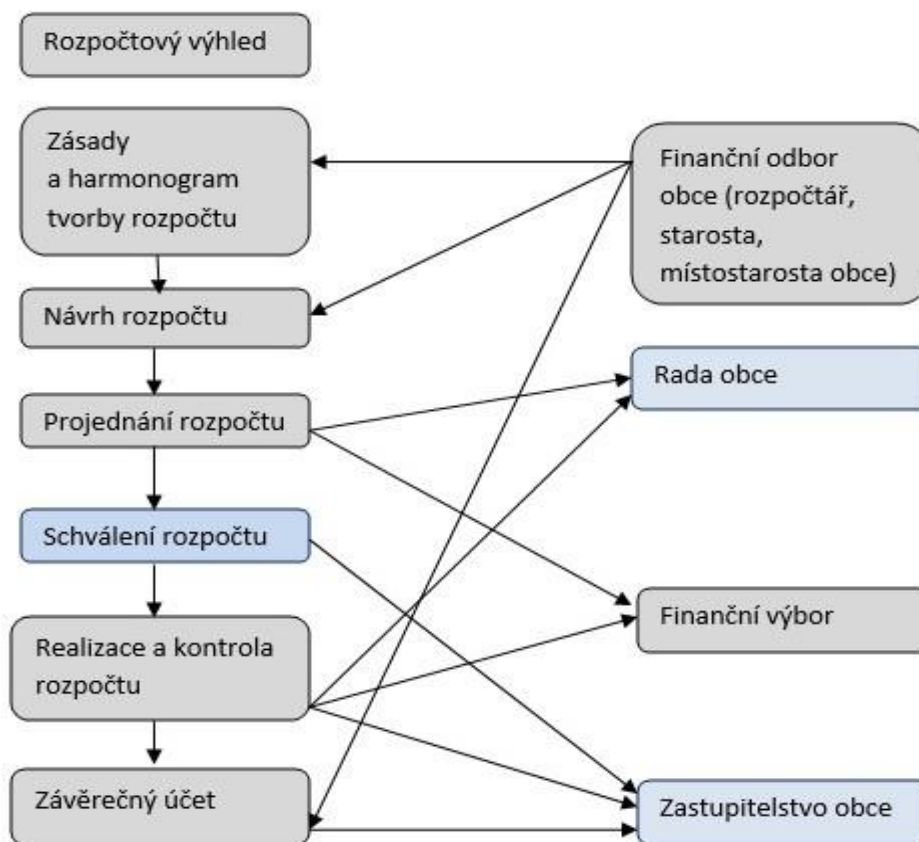 Rozpočtový výhled
Zásady
a harmonogram
tvorby rozpočtu
Návrh rozpočtu
Projednání rozpočtu
Schválení rozpočtu
Realizace a kontrola
rozpočtu
Závěrečný účet
Finanční odbor
obce (rozpočtář,
starosta,
místostarosta obce)
Rada obce
Finanční výbor
Zastupitelstvo obce